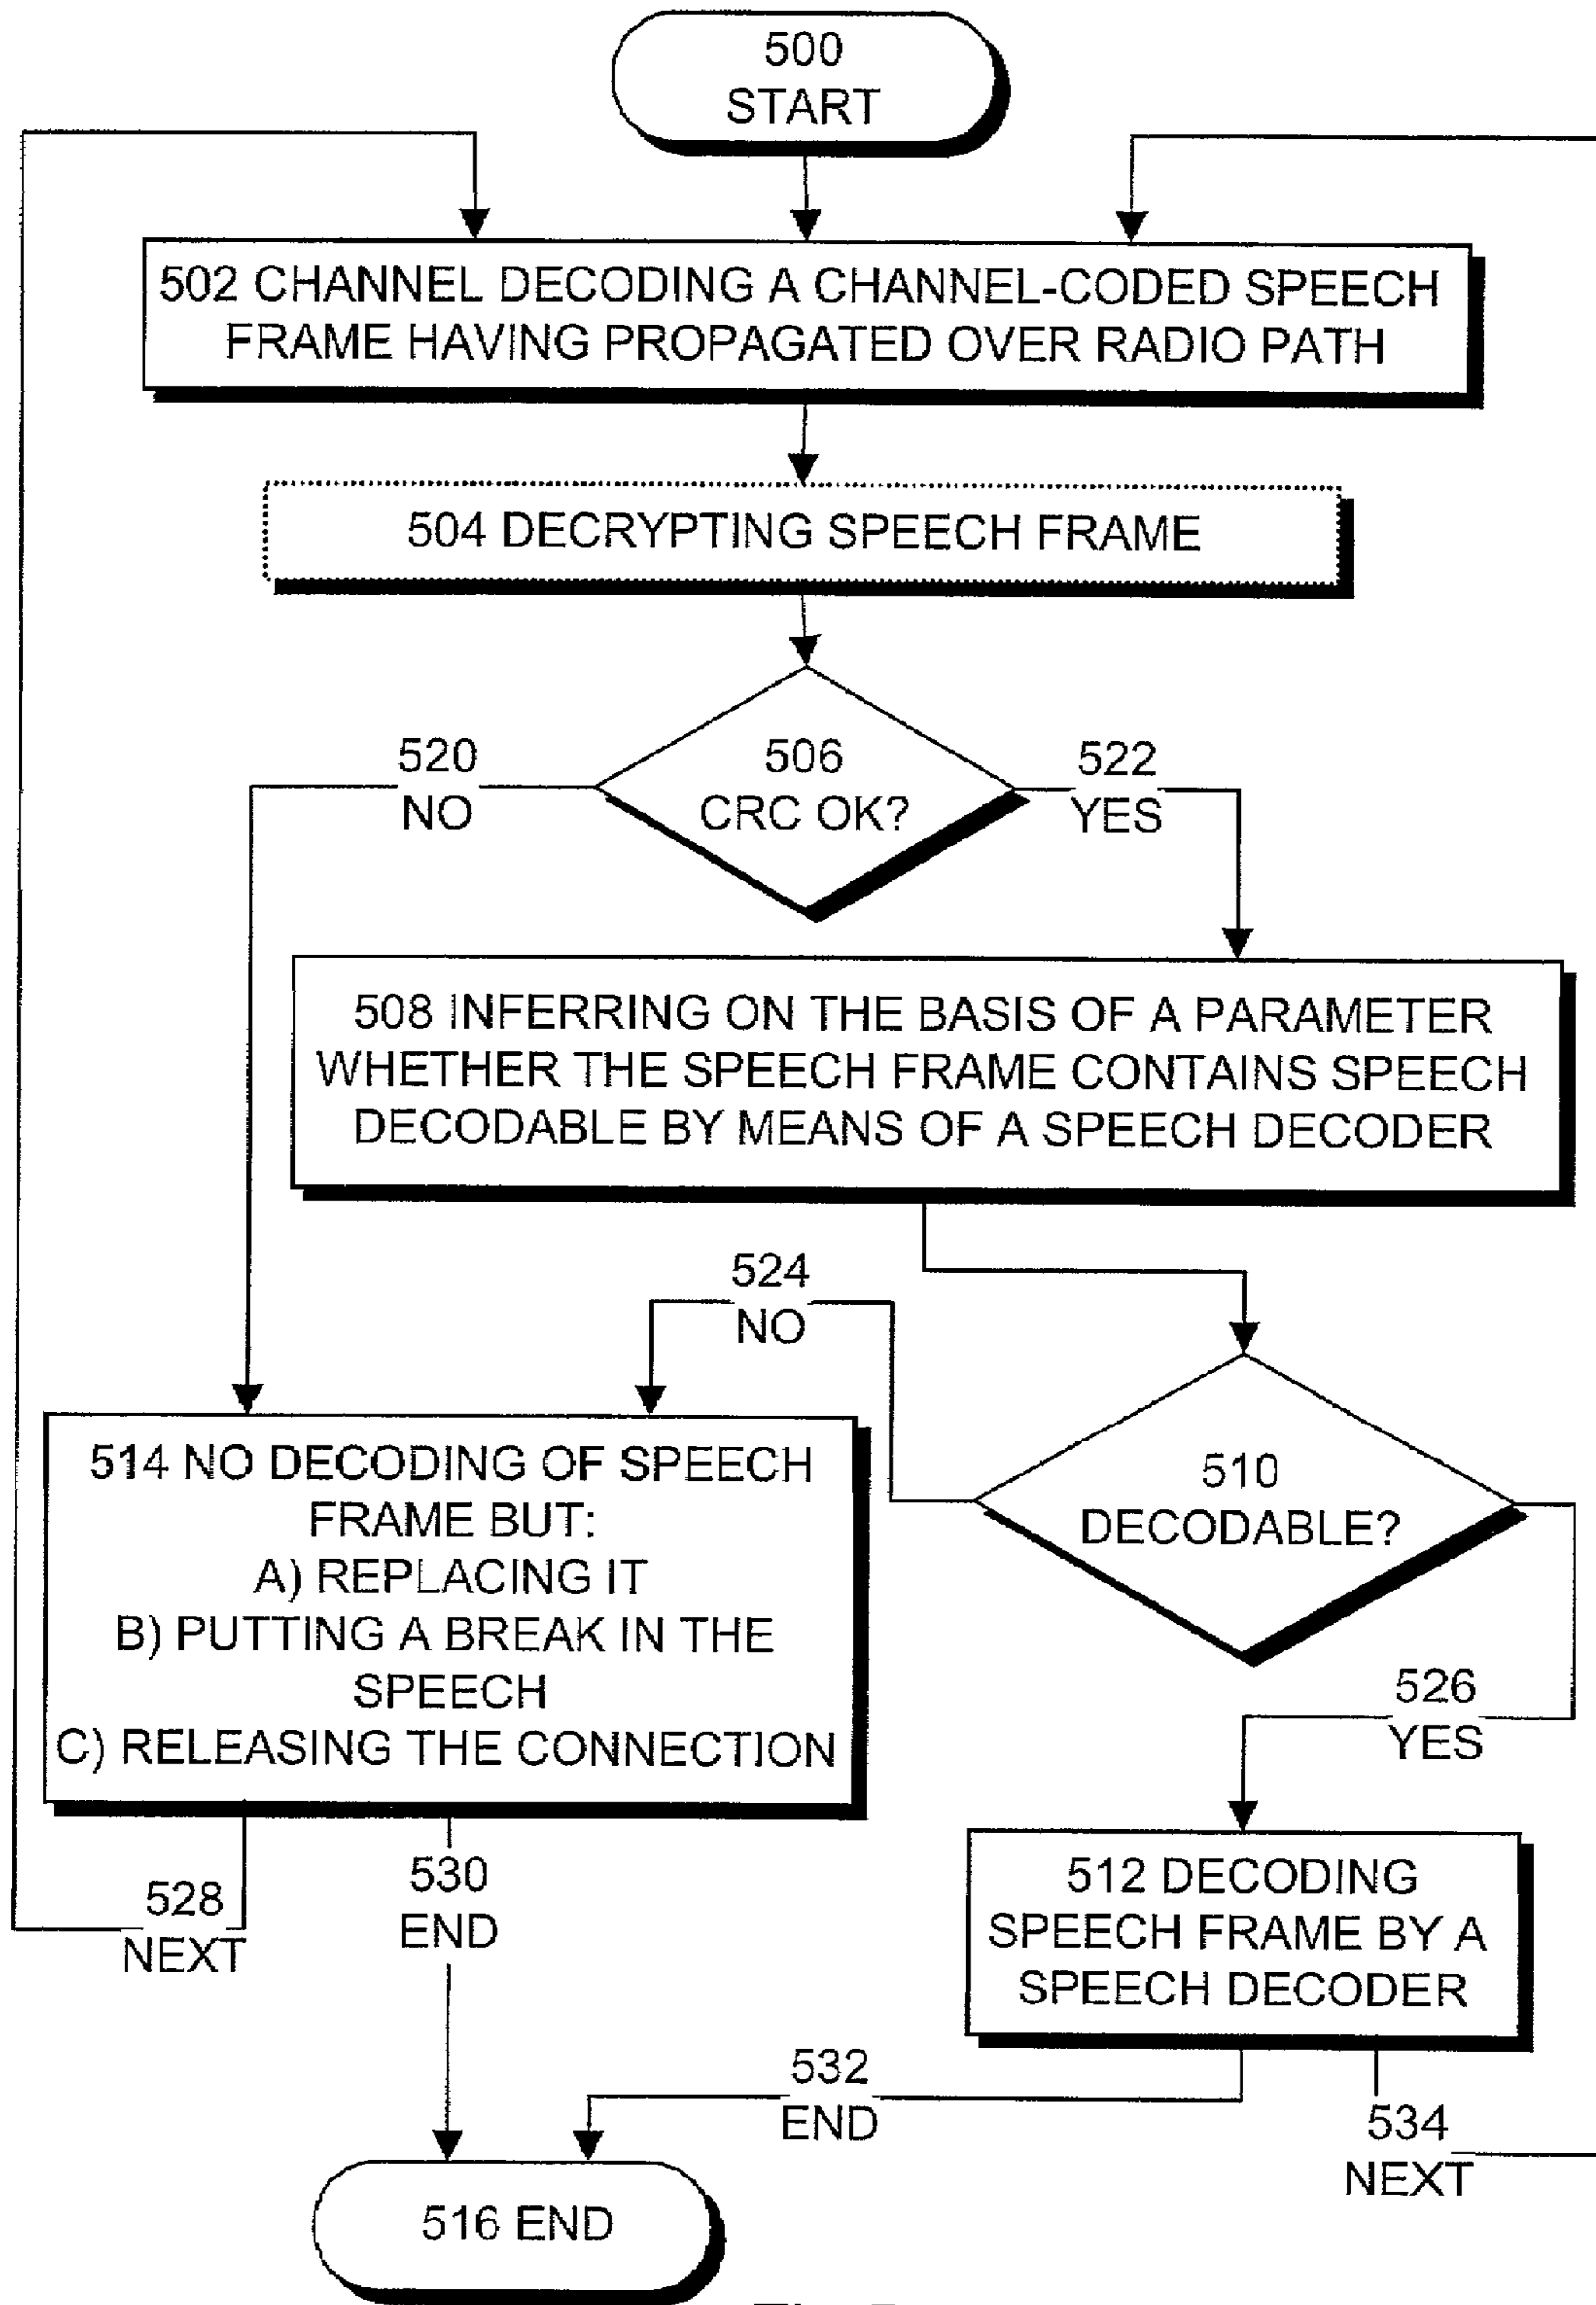 500
START
502 CHANNEL DECODING A CHANNEL-CODED SPEECH
FRAME HAVING PROPAGATED OVER RADIO PATH
504 DECRYPTING SPEECH FRAME
520
NO
506
CRC OK?
522
YES
508 INFERRING ON THE BASIS OF A PARAMETER
WHETHER THE SPEECH FRAME CONTAINS SPEECH
DECODABLE BY MEANS OF A SPEECH DECODER
524
NO
514 NO DECODING OF SPEECH
FRAME BUT:
A) REPLACING IT
B) PUTTING A BREAK IN THE
SPEECH
C) RELEASING THE CONNECTION
510
DECODABLE?
526
YES
528
NEXT
530
END
512 DECODING
SPEECH FRAME BY A
SPEECH DECODER
532
END
534
NEXT
516 END